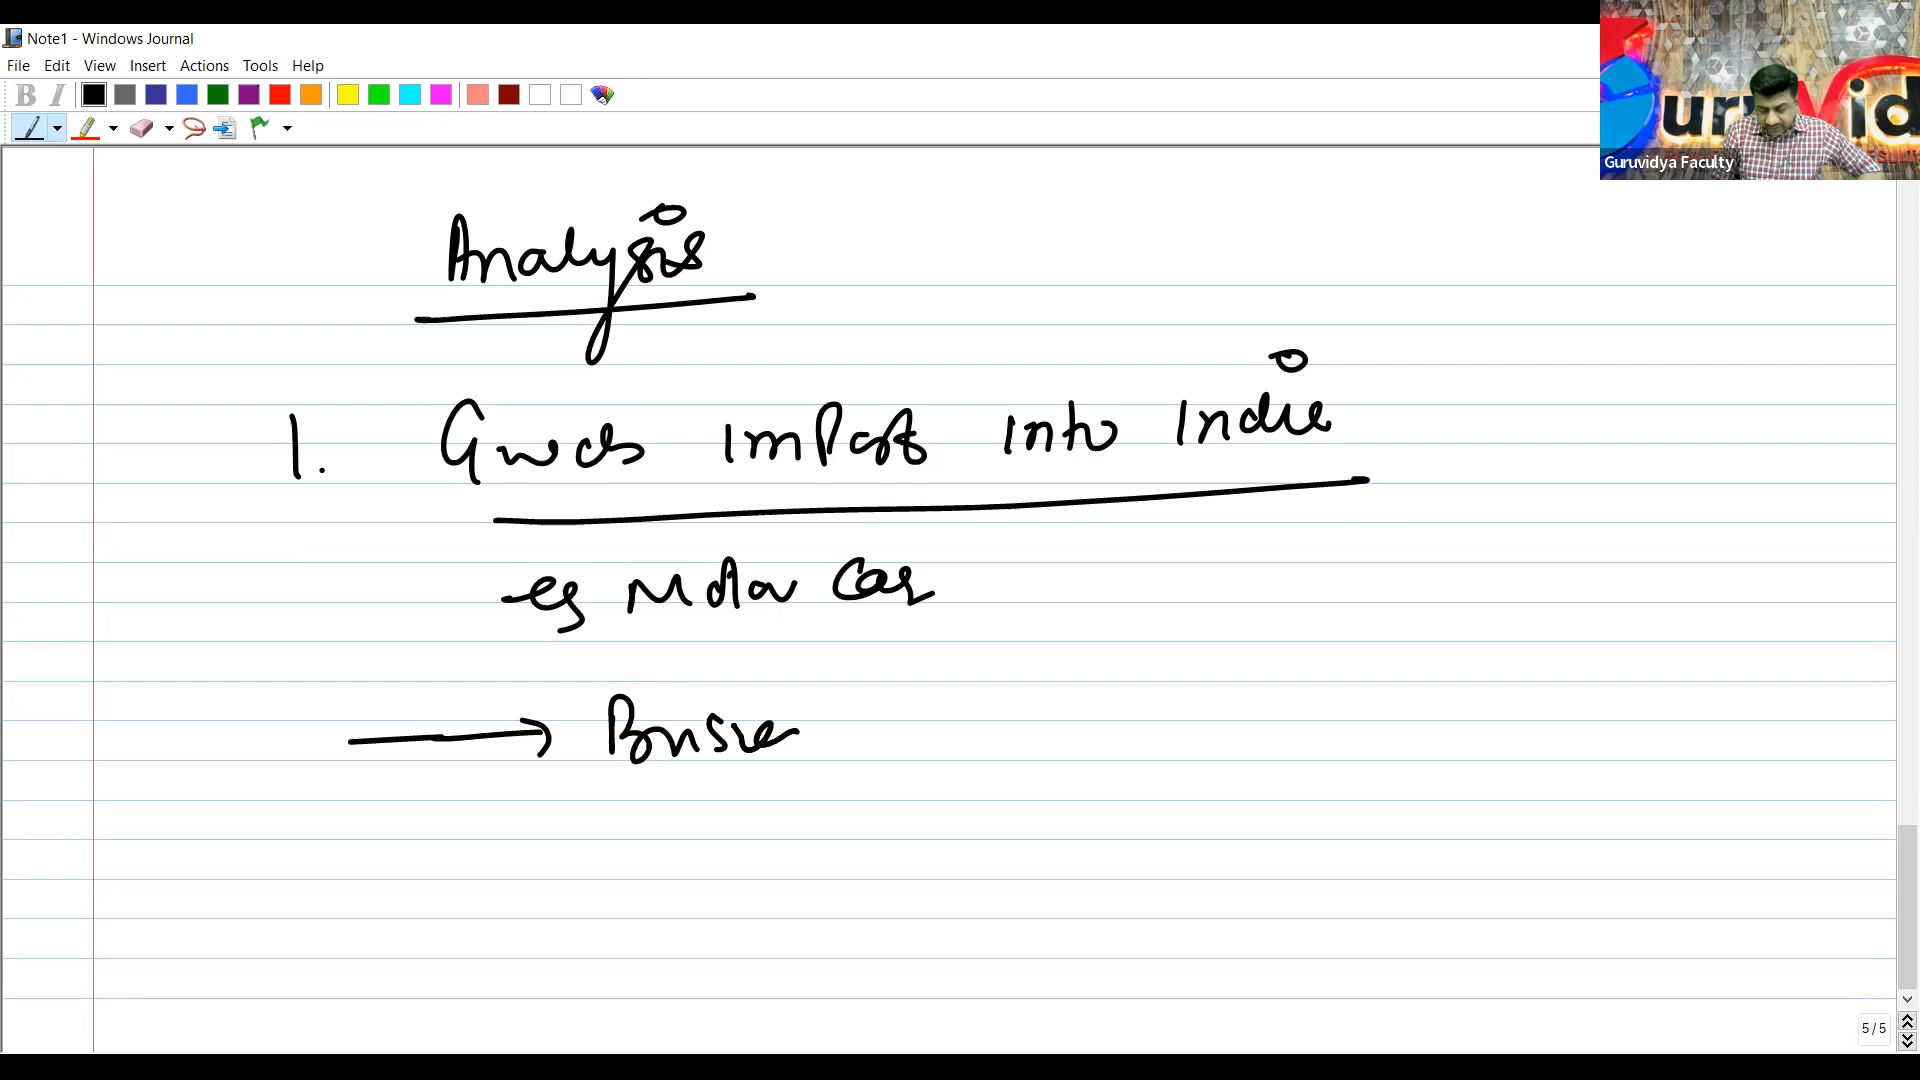 Note1 - Windows Journal
File Edit View Insert Actions Tools Help
B I
Guruvidya Faculty
Analysis
1. Goods Import into India
eg Motor Car
5 / 5